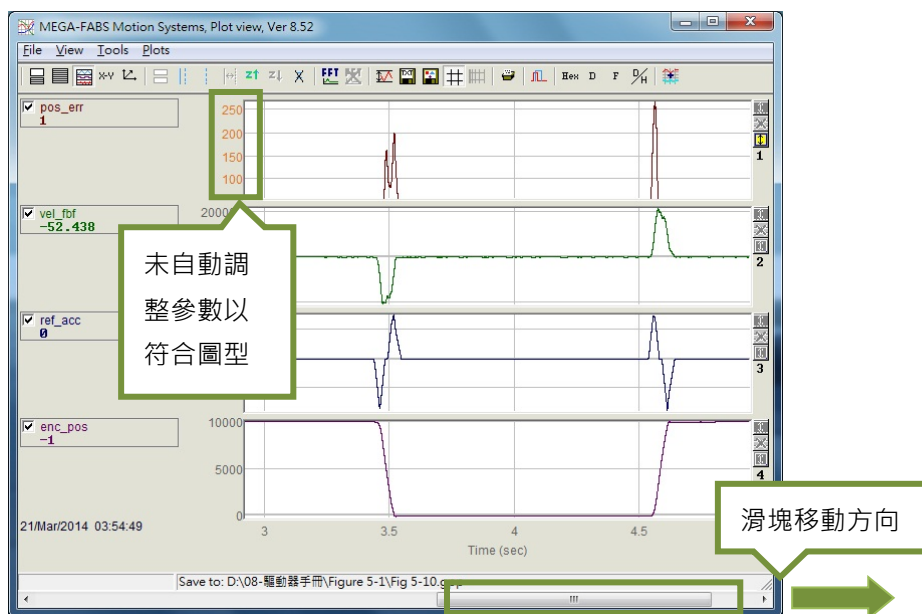 MEGA-FABS Motion Systems, Plot view, Ver 8.52
File View Tools Plots
X-Y FFT Hex D F D/H
pos_err
1
250
200
150
100
1
vel_fbf
-52.438
2
未自動調
整參數以
符合圖型
ref_acc
0
3
enc_pos
-1
10000
5000
0
4
3 3.5 4 4.5
Time (sec)
21/Mar/2014 03:54:49
滑塊移動方向
Save to: D:\08-驅動器手冊\Figure 5-1\Fig 5-10.gpp